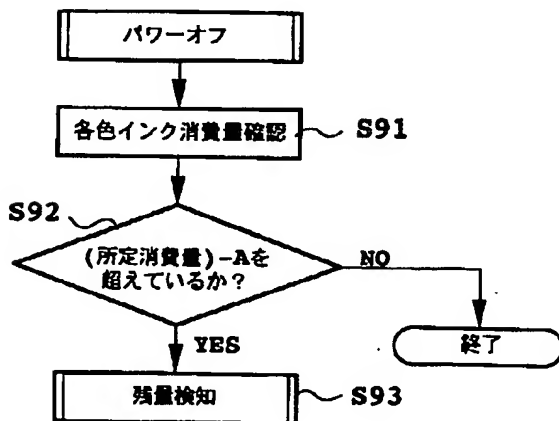 パワーオフ
各色インク消費量確認
S91
S92
(所定消費量)-Aを
超えているか?
NO
YES
終了
残量検知
S93